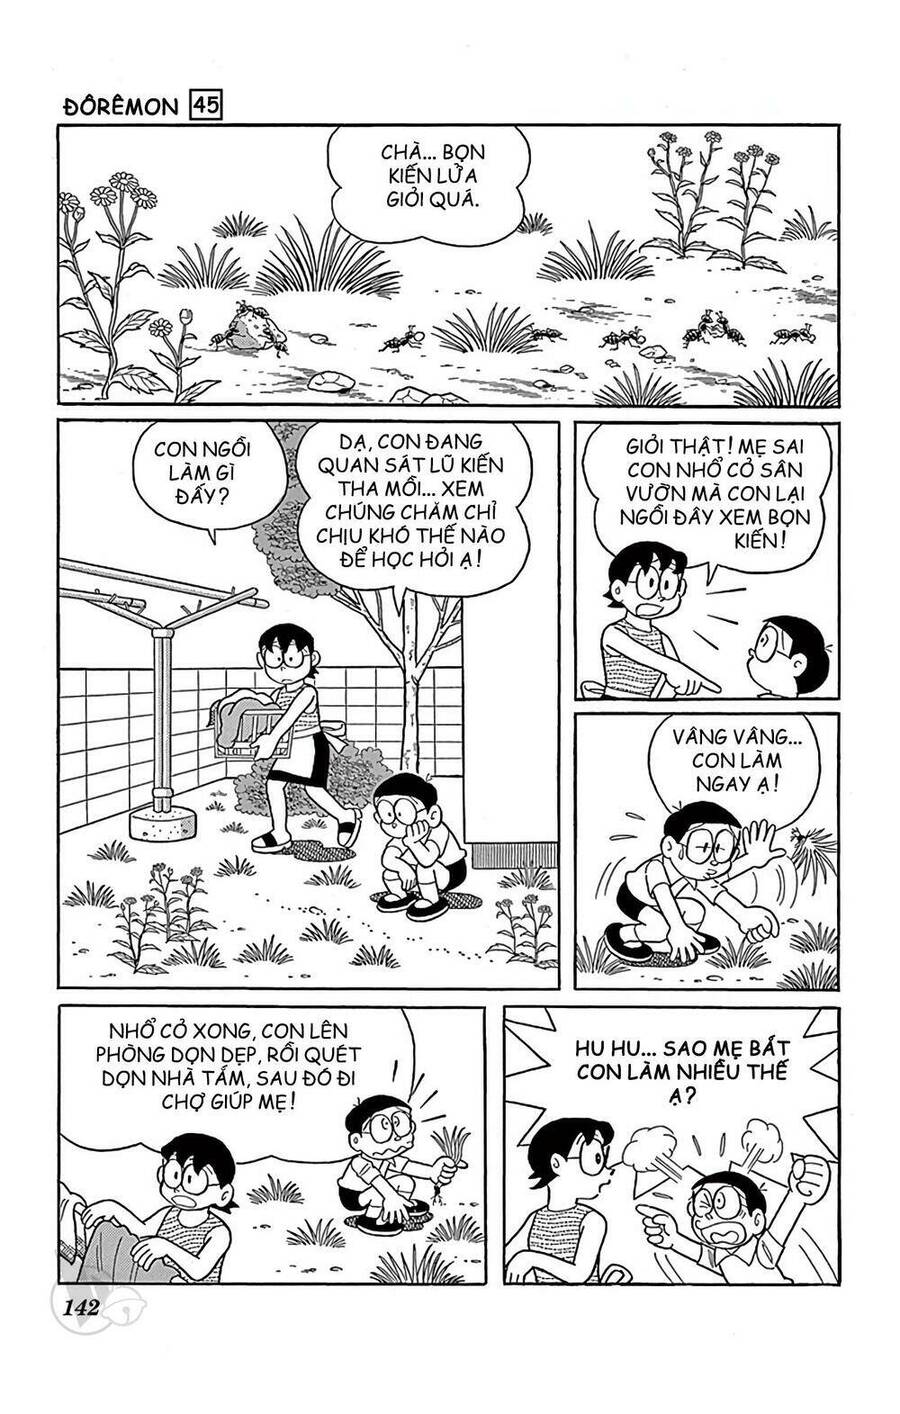 ĐÔRÊMON 45
CHÀ... BỌN
KIẾN LỬA
GIỎI QUÁ.
CON NGỒI
LÀM GÌ
ĐẤY?
DẠ, CON ĐANG
QUAN SÁT LŨ KIẾN
THA MỒI... XEM
CHÚNG CHĂM CHỈ
CHỊU KHÓ THẾ NÀO
ĐỂ HỌC HỎI Ạ!
GIỎI THẬT! MẸ SAI
CON NHỔ CỎ SÂN
VƯỜN MÀ CON LẠI
NGỒI ĐÂY XEM BỌN
KIẾN!
VÂNG VÂNG...
CON LÀM
NGAY Ạ!
NHỔ CỎ XONG, CON LÊN
PHÒNG DỌN DẸP, RỒI QUÉT
DỌN NHÀ TẮM, SAU ĐÓ ĐI
CHỢ GIÚP MẸ!
HU HU... SAO MẸ BẮT
CON LÀM NHIỀU THẾ
Ạ?
142